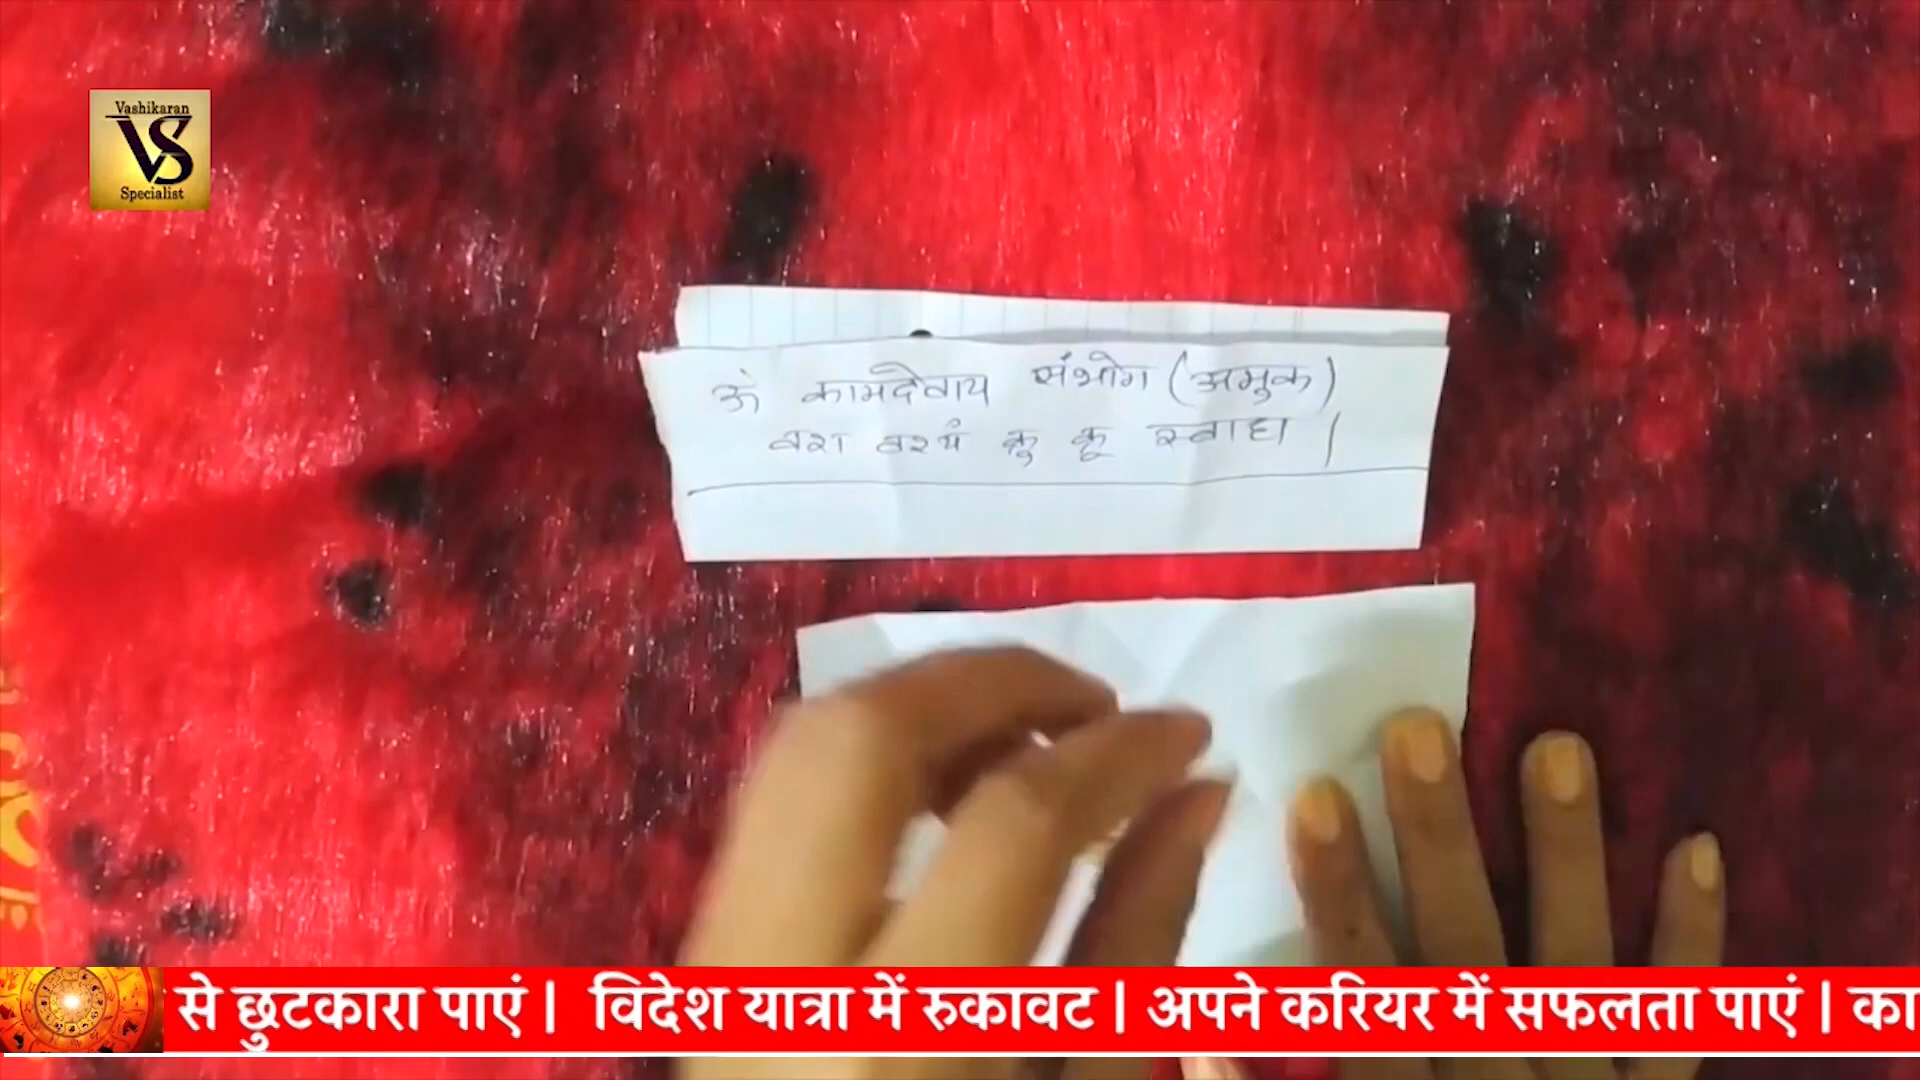 Vashikaran
VS
Specialist
ॐ कामदेवाय संभोग (अमुक)
वश वश्यं कु कू स्वाहा |
से छुटकारा पाएं | विदेश यात्रा में रुकावट | अपने करियर में सफलता पाएं | का